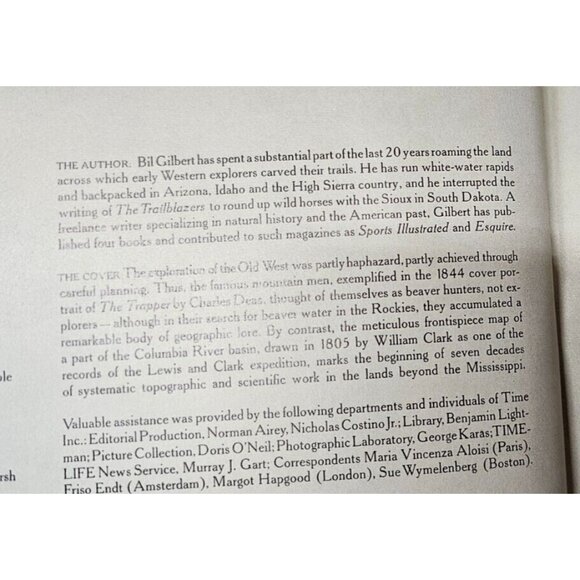 THE AUTHOR: Bil Gilbert has spent a substantial part of the last 20 years roaming the land
across which early Western explorers carved their trails. He has run white-water rapids
and backpacked in Arizona, Idaho and the High Sierra country, and he interrupted the
writing of The Trailblazers to round up wild horses with the Sioux in South Dakota. A
freelance writer specializing in natural history and the American past, Gilbert has pub-
lished four books and contributed to such magazines as Sports Illustrated and Esquire.
THE COVER: The exploration of the Old West was partly haphazard, partly achieved through
careful planning. Thus, the famous mountain men, exemplified in the 1844 cover por-
trait of The Trapper by Charles Deas, thought of themselves as beaver hunters, not ex-
plorers—although in their search for beaver water in the Rockies, they accumulated a
remarkable body of geographic lore. By contrast, the meticulous frontispiece map of
a part of the Columbia River basin, drawn in 1805 by William Clark as one of the
records of the Lewis and Clark expedition, marks the beginning of seven decades
of systematic topographic and scientific work in the lands beyond the Mississippi.
Valuable assistance was provided by the following departments and individuals of Time
Inc.: Editorial Production, Norman Airey, Nicholas Costino Jr.; Library, Benjamin Light-
man; Picture Collection, Doris O'Neil; Photographic Laboratory, George Karas; TIME-
LIFE News Service, Murray J. Gart; Correspondents Maria Vincenza Aloisi (Paris),
Friso Endt (Amsterdam), Margot Hapgood (London), Sue Wymelenberg (Boston).